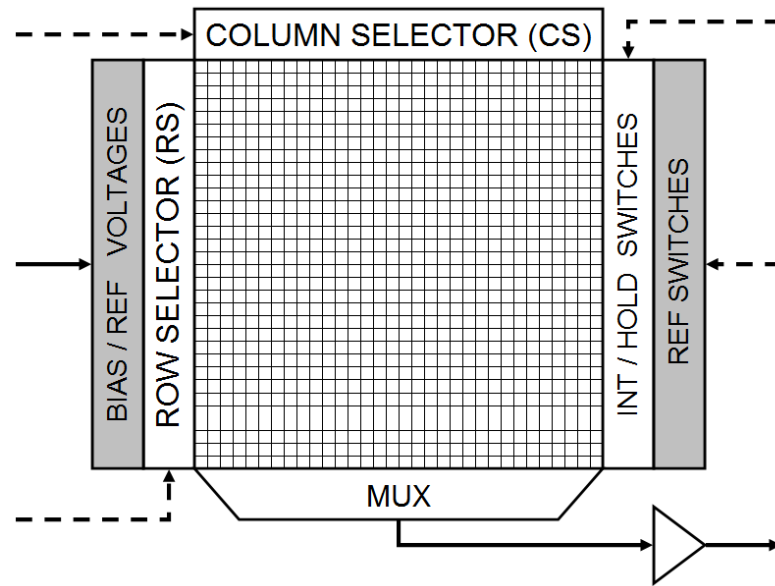 COLUMN SELECTOR (CS)
BIAS / REF VOLTAGES
ROW SELECTOR (RS)
INT / HOLD SWITCHES
REF SWITCHES
MUX